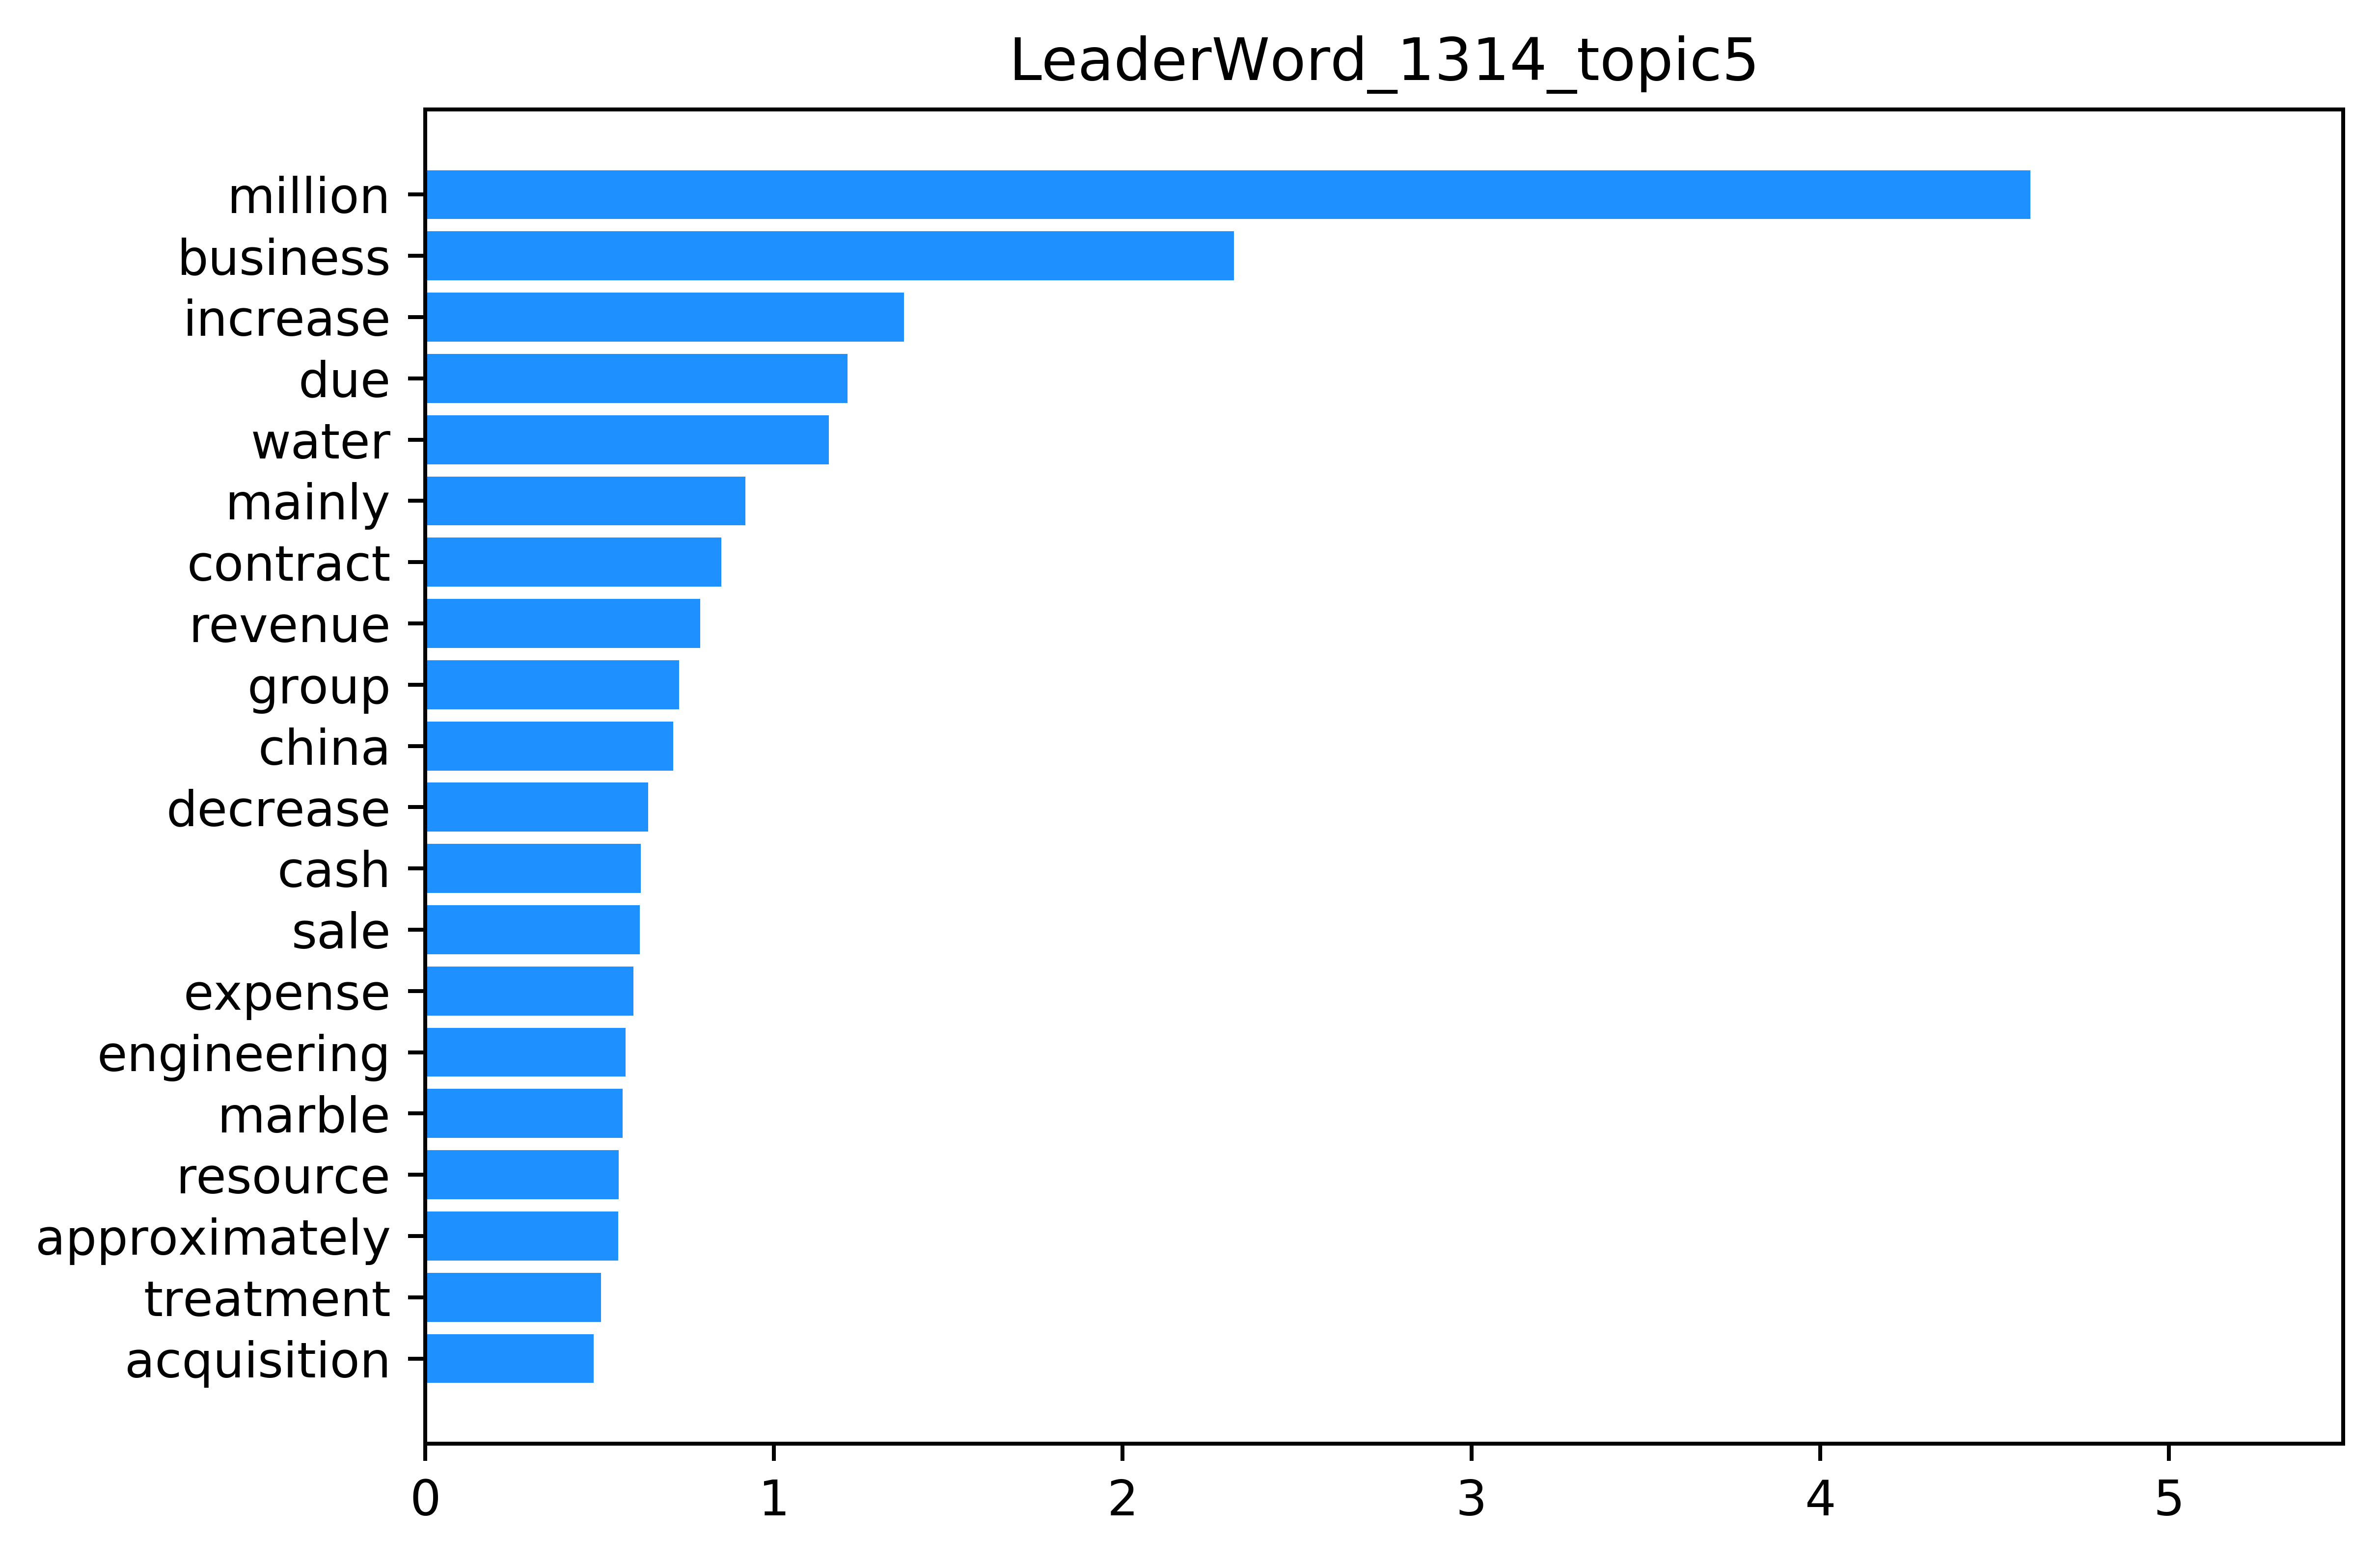 LeaderWord_1314_topic5
million
business
increase
due
water
mainly
contract
revenue
group
china
decrease
cash
sale
expense
engineering
marble
resource
approximately
treatment
acquisition
0 1 2 3 4 5